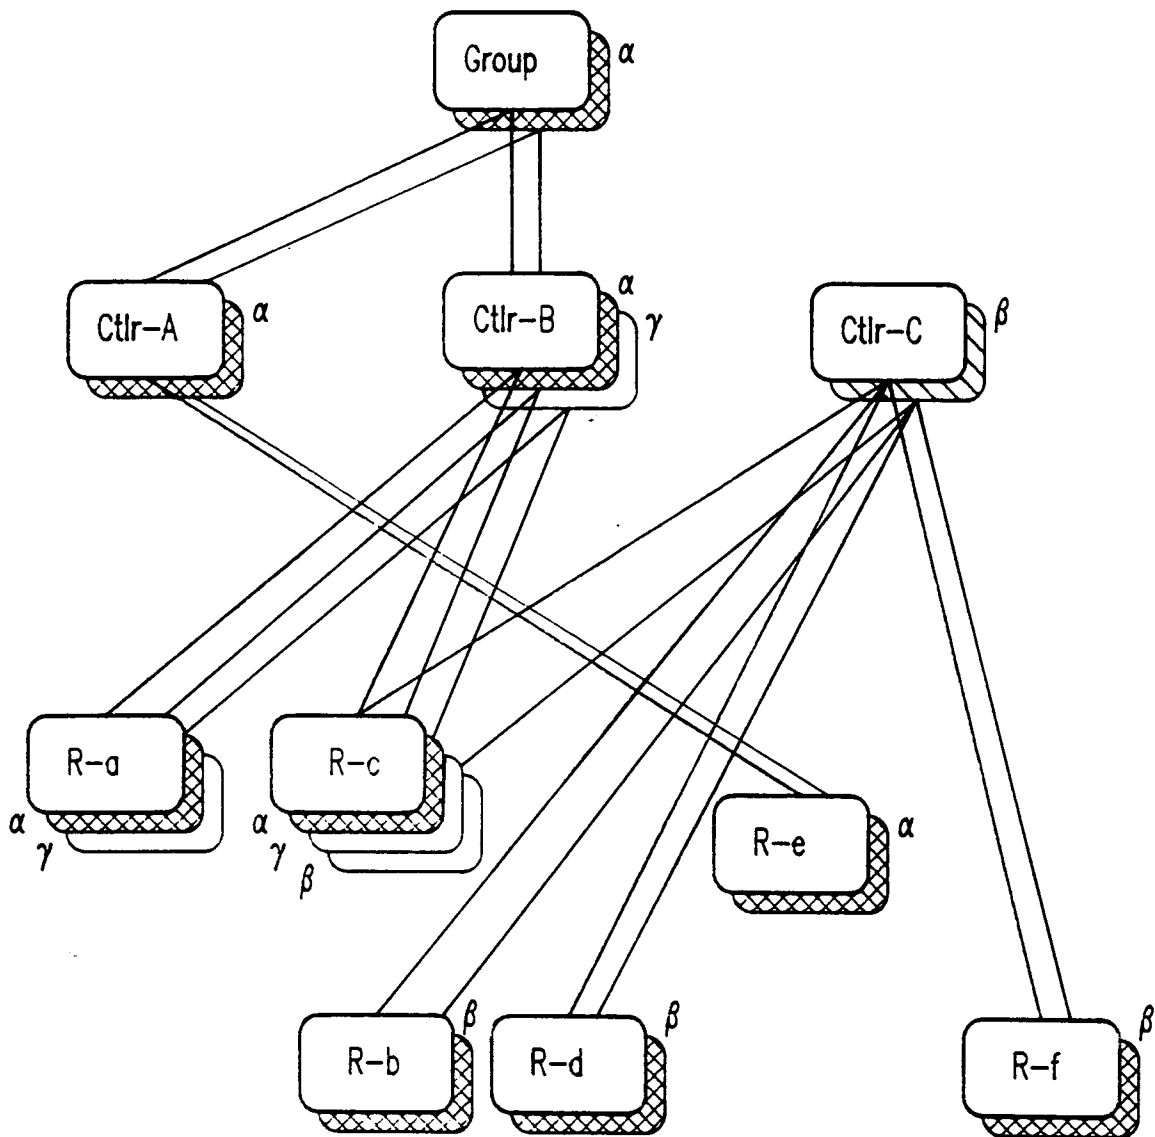 Group
α
Ctlr-A
α
Ctlr-B
α
γ
Ctlr-C
β
R-a
α
γ
R-c
α
γ
β
R-e
α
R-b
β
R-d
β
R-f
β